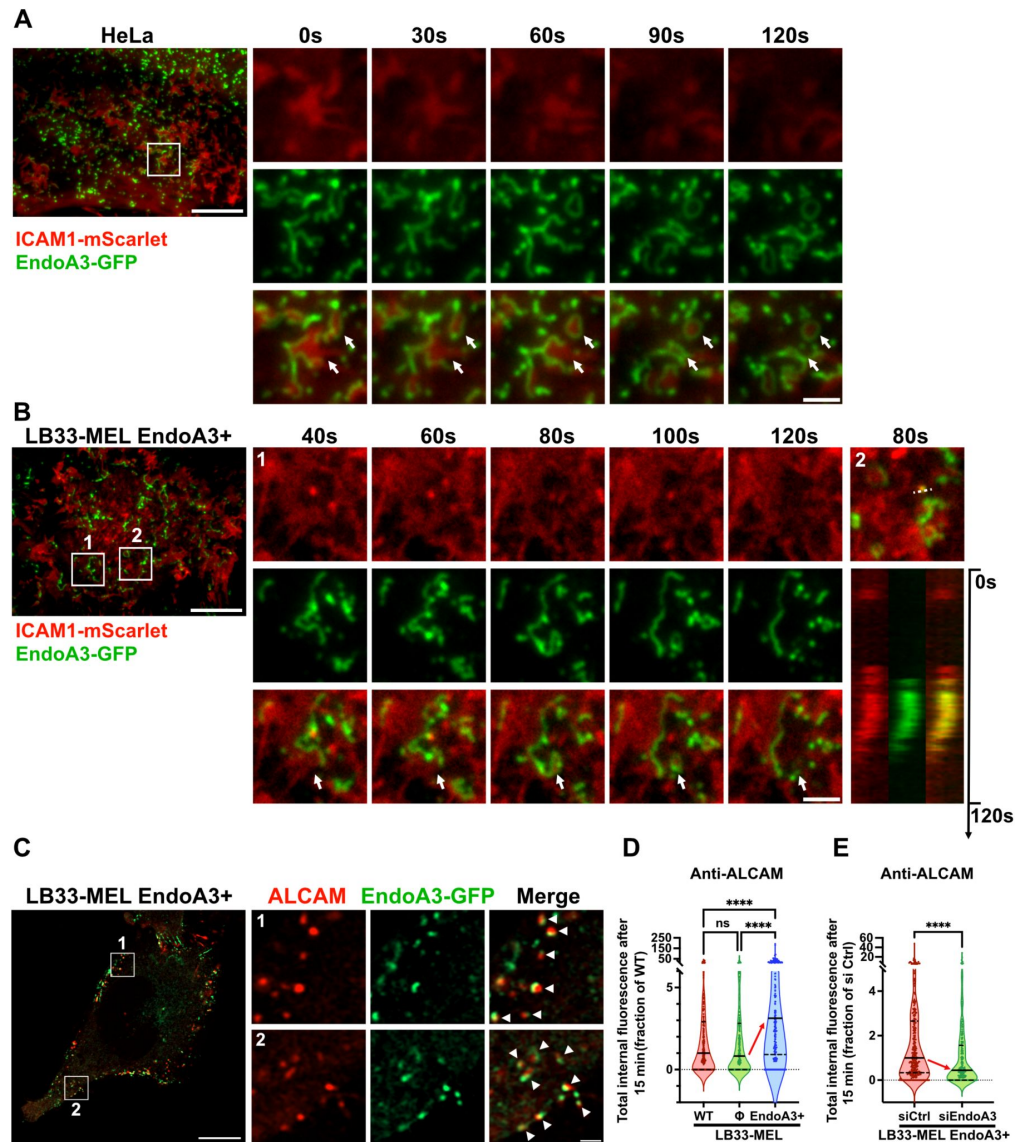 A
HeLa
0s 30s 60s 90s 120s
ICAM1-mScarlet
EndoA3-GFP
B
LB33-MEL EndoA3+
40s 60s 80s 100s 120s 80s
1 2
1 2
ICAM1-mScarlet
EndoA3-GFP
0s
120s
C
LB33-MEL EndoA3+
ALCAM EndoA3-GFP Merge
1
2
1
2
D
Anti-ALCAM
Total internal fluorescence after
15 min(fraction of WT)
****
ns ****
250
150
50
4
2
0
WT Φ EndoA3+
LB33-MEL
E
Anti-ALCAM
Total internal fluorescence after
15 min (fraction of si Ctrl)
****
60
40
20
4
2
0
siCtrl siEndoA3
LB33-MEL EndoA3+